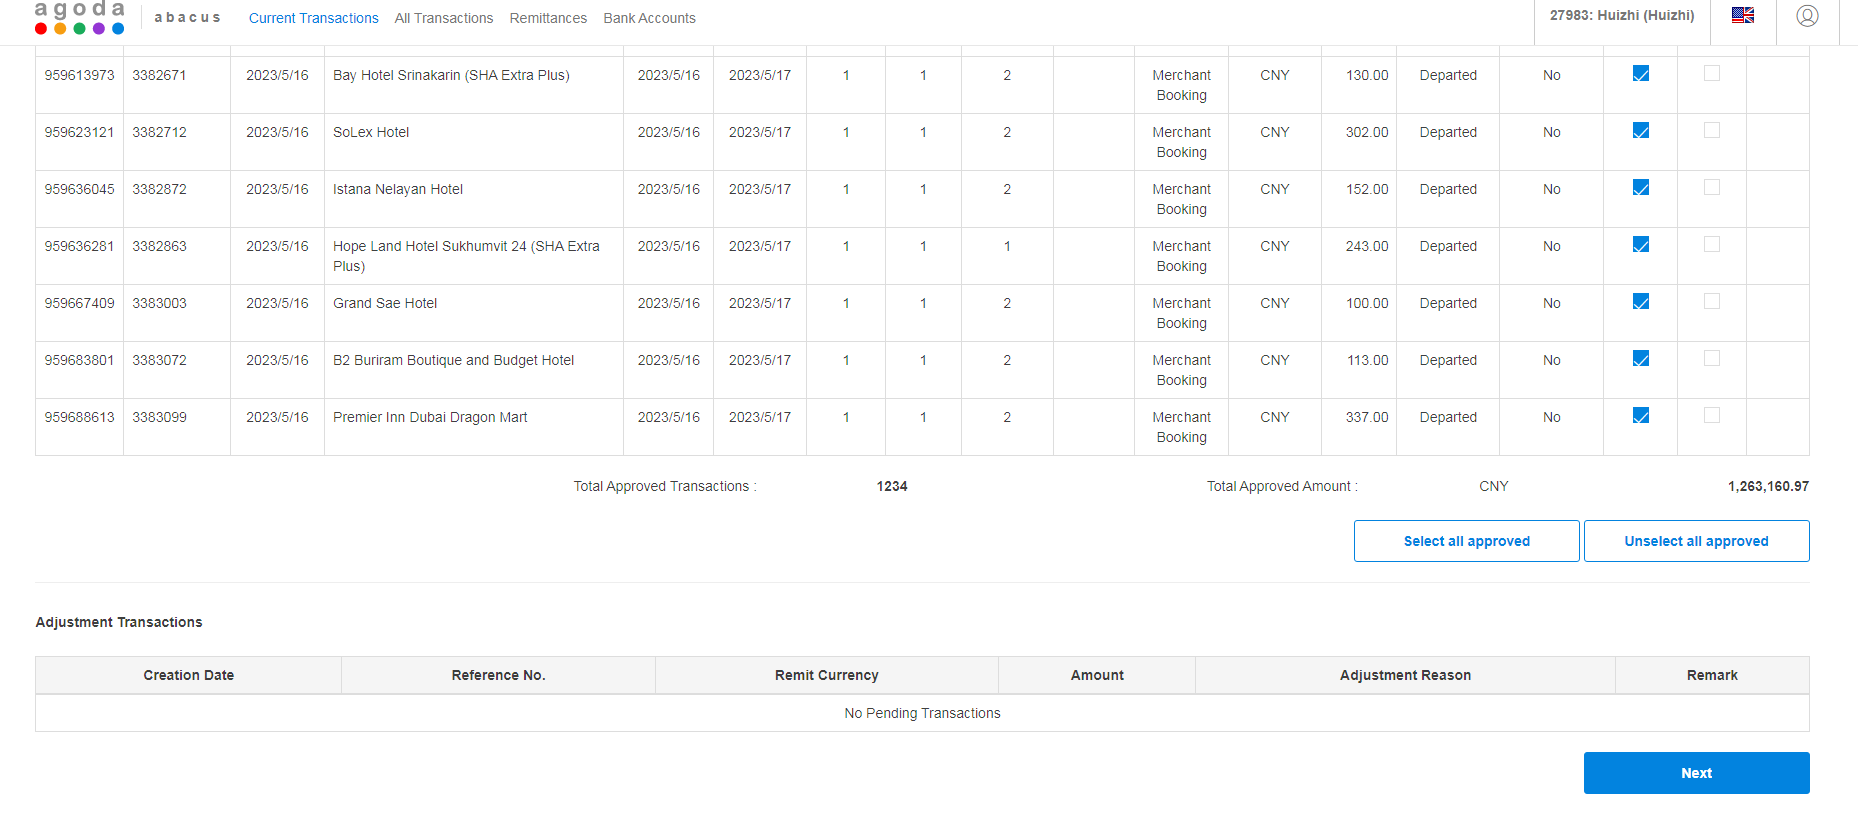 agoda
abacus Current Transactions All Transactions Remittances Bank Accounts 27983: Huizhi (Huizhi)
959613973 3382671 2023/5/16 Bay Hotel Srinakarin (SHA Extra Plus) 2023/5/16 2023/5/17 1 1 2 Merchant Booking CNY 130.00 Departed No
959623121 3382712 2023/5/16 SoLex Hotel 2023/5/16 2023/5/17 1 1 2 Merchant Booking CNY 302.00 Departed No
959636045 3382872 2023/5/16 Istana Nelayan Hotel 2023/5/16 2023/5/17 1 1 2 Merchant Booking CNY 152.00 Departed No
959636281 3382863 2023/5/16 Hope Land Hotel Sukhumvit 24 (SHA Extra Plus) 2023/5/16 2023/5/17 1 1 1 Merchant Booking CNY 243.00 Departed No
959667409 3383003 2023/5/16 Grand Sae Hotel 2023/5/16 2023/5/17 1 1 2 Merchant Booking CNY 100.00 Departed No
959683801 3383072 2023/5/16 B2 Buriram Boutique and Budget Hotel 2023/5/16 2023/5/17 1 1 2 Merchant Booking CNY 113.00 Departed No
959688613 3383099 2023/5/16 Premier Inn Dubai Dragon Mart 2023/5/16 2023/5/17 1 1 2 Merchant Booking CNY 337.00 Departed No
Total Approved Transactions : 1234 Total Approved Amount : CNY 1,263,160.97
Select all approved Unselect all approved
Adjustment Transactions
Creation Date Reference No. Remit Currency Amount Adjustment Reason Remark
No Pending Transactions
Next